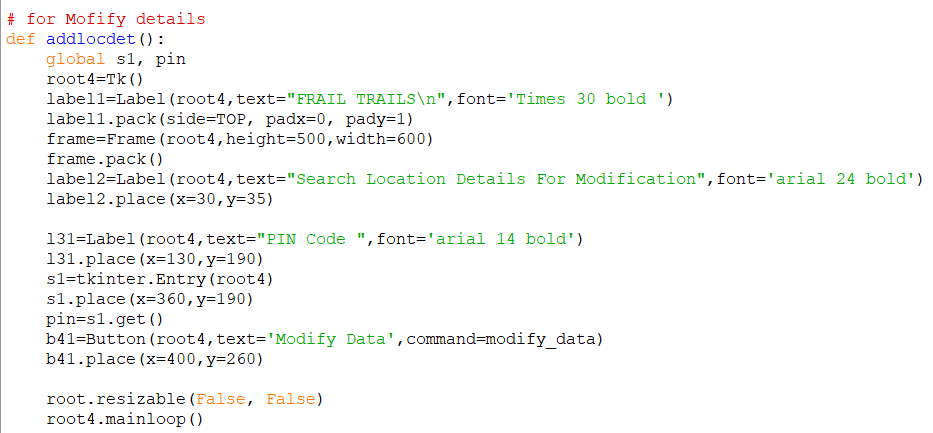 # for Mofify details
def addlocdet():
    global s1, pin
    root4=Tk()
    label1=Label(root4,text="FRAIL TRAILS\n",font='Times 30 bold ')
    label1.pack(side=TOP, padx=0, pady=1)
    frame=Frame(root4,height=500,width=600)
    frame.pack()
    label2=Label(root4,text="Search Location Details For Modification",font='arial 24 bold')
    label2.place(x=30,y=35)

    l31=Label(root4,text="PIN Code ",font='arial 14 bold')
    l31.place(x=130,y=190)
    s1=tkinter.Entry(root4)
    s1.place(x=360,y=190)
    pin=s1.get()
    b41=Button(root4,text='Modify Data',command=modify_data)
    b41.place(x=400,y=260)

    root.resizable(False, False)
    root4.mainloop()